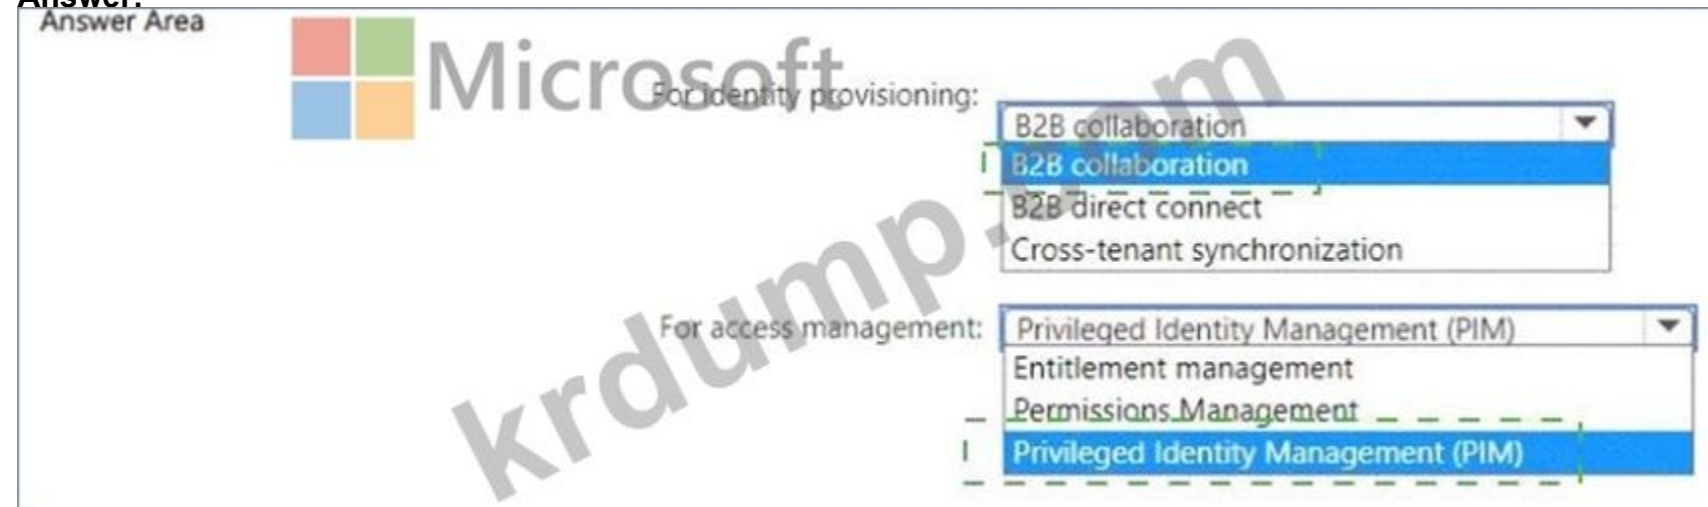 Answer:
Answer Area
Microsoft
For identity provisioning:
B2B collaboration
B2B collaboration
B2B direct connect
Cross-tenant synchronization
For access management:
Privileged Identity Management (PIM)
Entitlement management
Permissions Management
Privileged Identity Management (PIM)
krdump.com